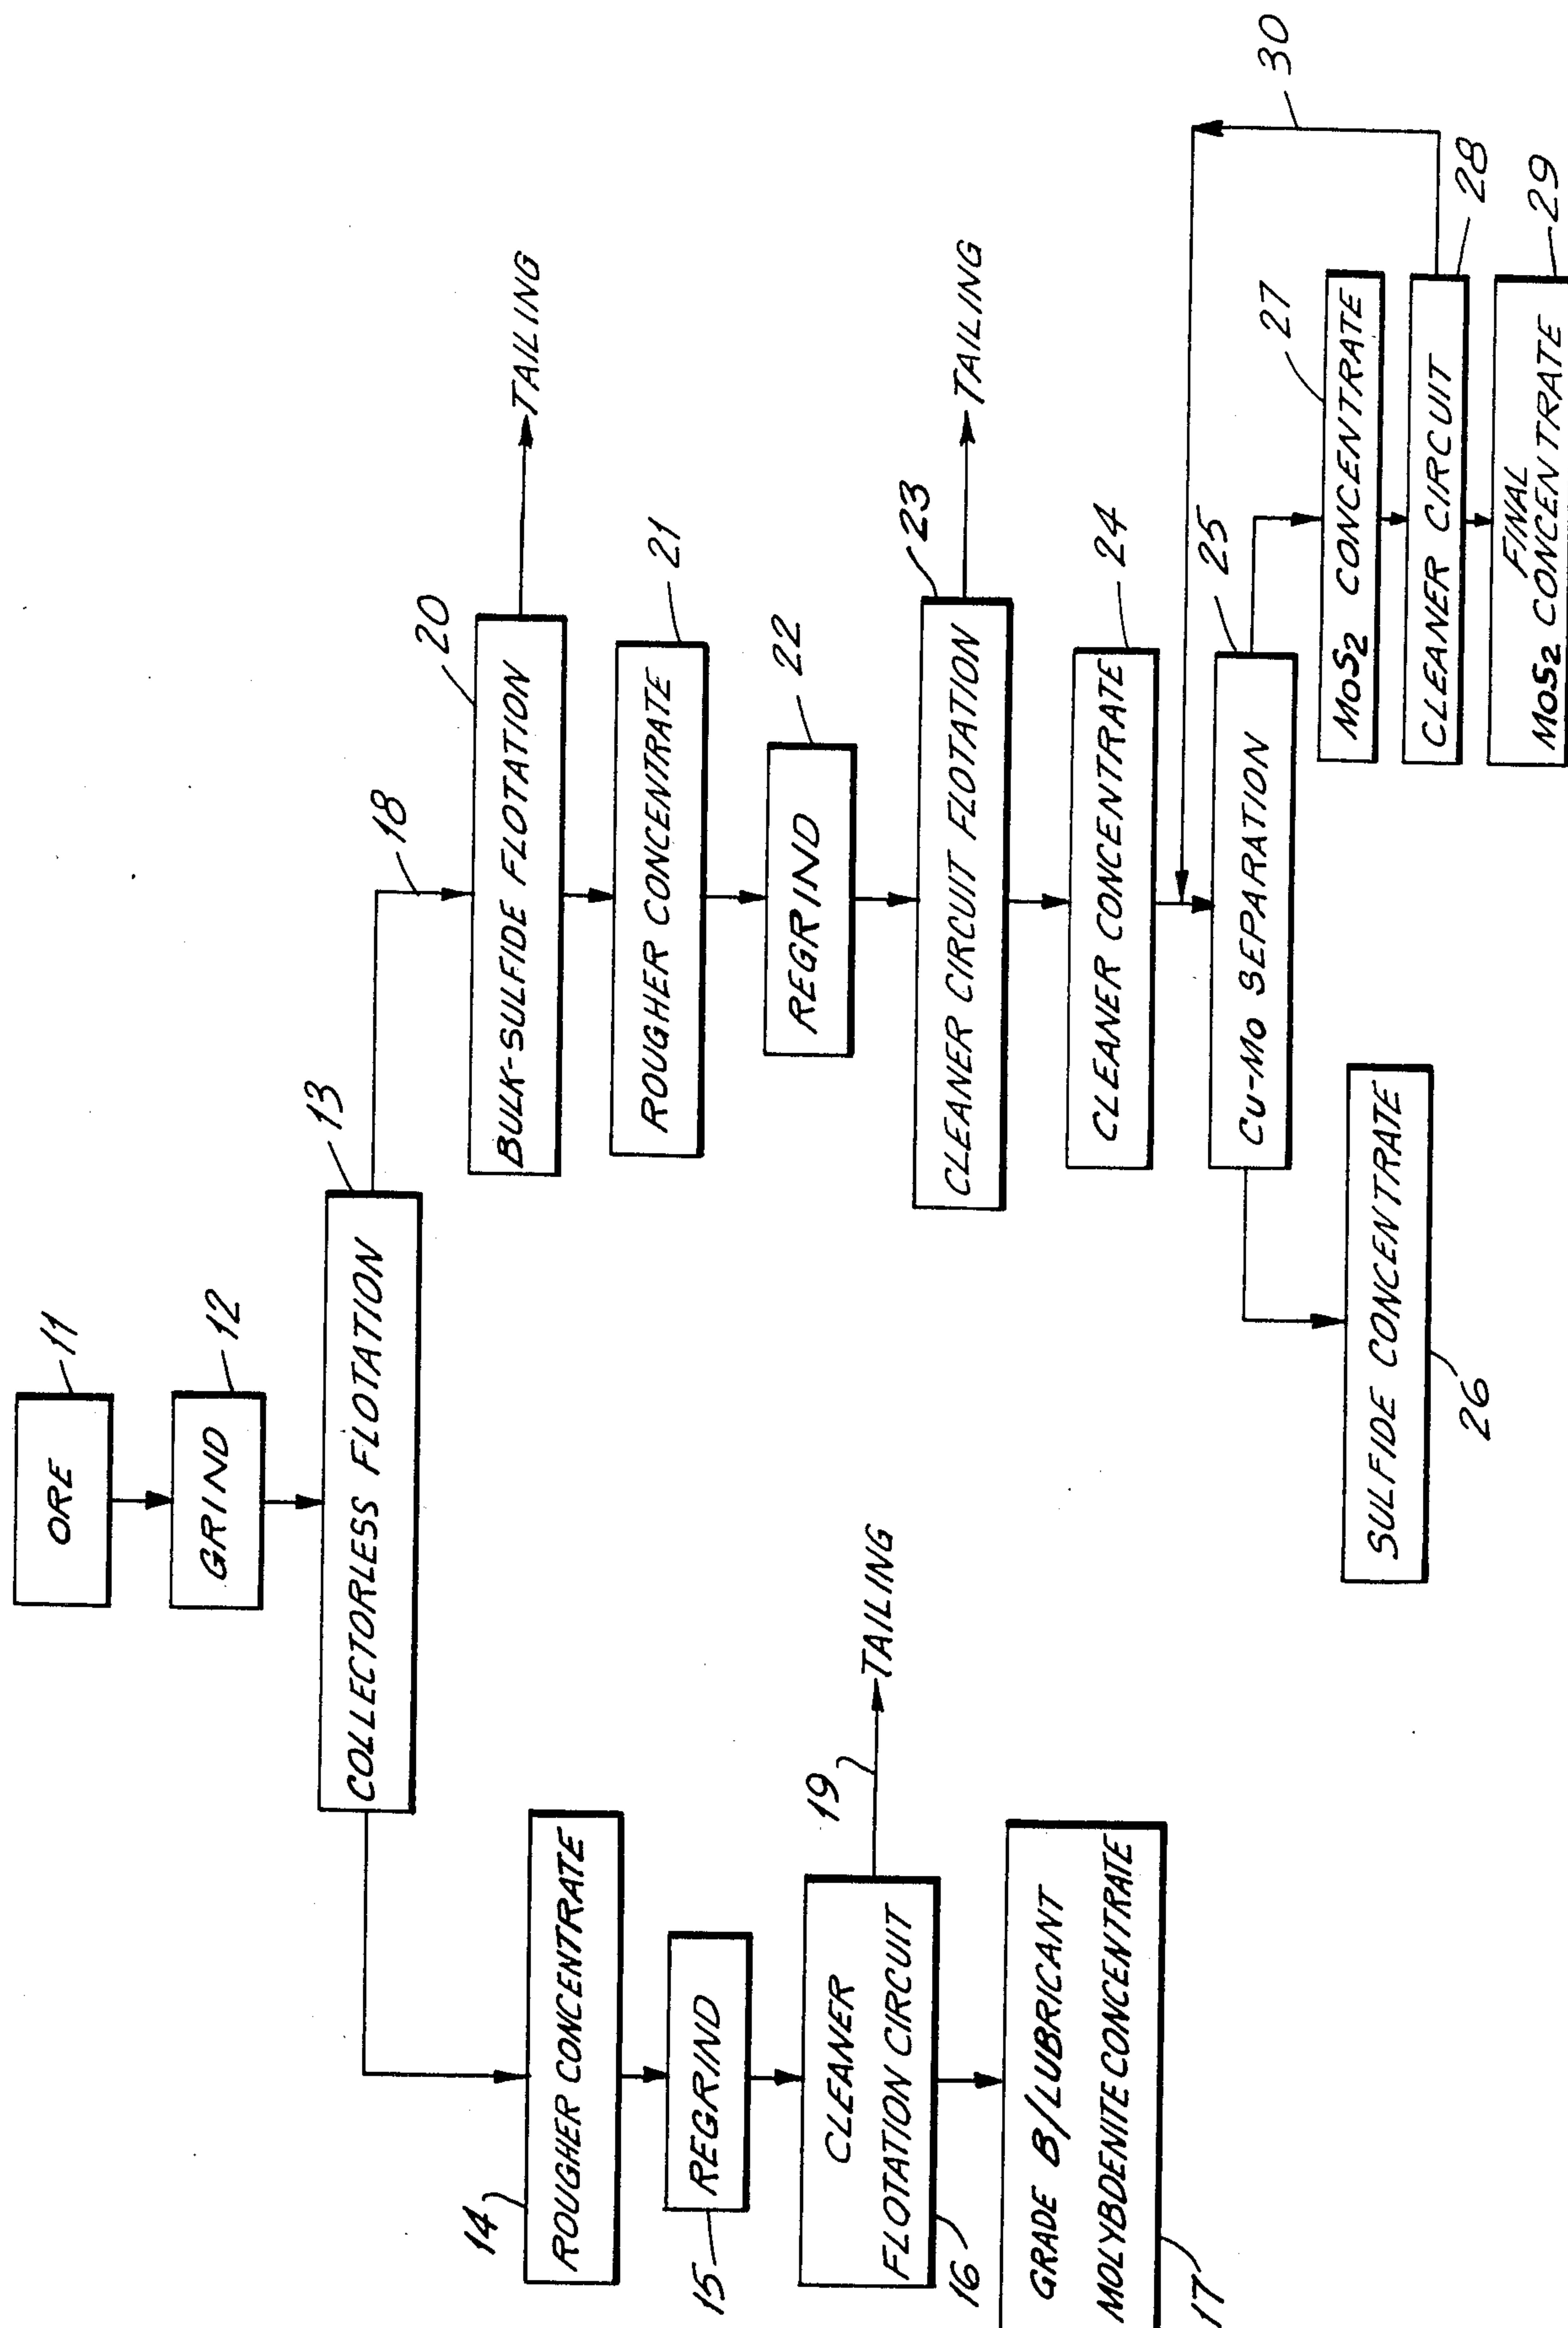 ORE
11
GRIND
12
COLLECTORLESS FLOTATION
13
14
ROUGHER CONCENTRATE
15
REGRIND
16
CLEANER
FLOTATION CIRCUIT
19
TAILING
GRADE B/LUBRICANT
MOLYBDENITE CONCENTRATE
17
18
20
BULK-SULFIDE FLOTATION
TAILING
ROUGHER CONCENTRATE
21
REGRIND
22
CLEANER CIRCUIT FLOTATION
23
TAILING
CLEANER CONCENTRATE
24
Cu-Mo SEPARATION
25
30
SULFIDE CONCENTRATE
26
MoS2 CONCENTRATE
27
CLEANER CIRCUIT
28
FINAL
MoS2 CONCENTRATE
29